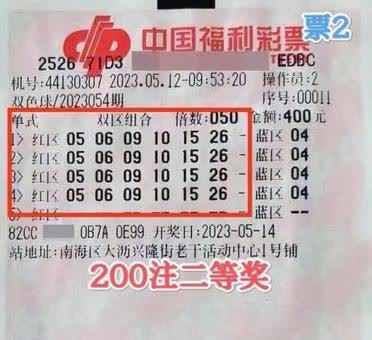 票2
中国福利彩票
2526 71D3 EDBC
机号:44130307 2023.05.12-09:53:20 操作员:2
双色球/2023054期 序号:00011
单式 双区组合 倍数:050 金额:400元
1> 红区 05 06 09 10 15 26 - 蓝区 04
2> 红区 05 06 09 10 15 26 - 蓝区 04
3> 红区 05 06 09 10 15 26 - 蓝区 04
4> 红区 05 06 09 10 15 26 - 蓝区 04
5> 红区 -- -- -- -- -- -- - 蓝区 --
82CC 0B7A 0E99 开奖日:2023-05-14
站地址:南海区大沥兴隆街老干活动中心1号铺
200注二等奖